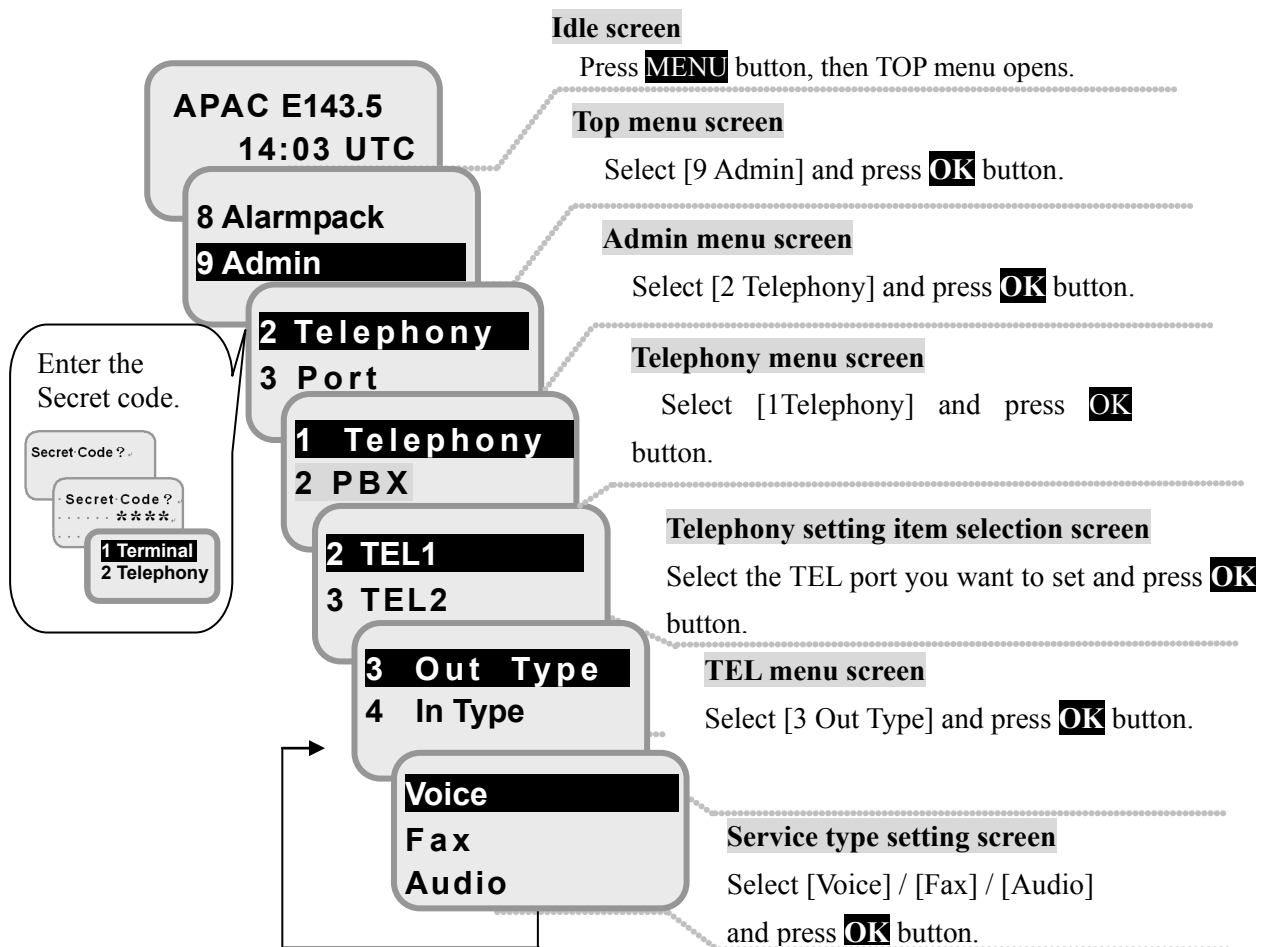 Idle screen
Press MENU button, then TOP menu opens.
APAC E143.5
14:03 UTC
Top menu screen
Select [9 Admin] and press OK button.
8 Alarmpack
9 Admin
Admin menu screen
Select [2 Telephony] and press OK button.
2 Telephony
3 Port
Enter the
Secret code.
Secret Code ?
Secret Code ?
****
1 Terminal
2 Telephony
Telephony menu screen
Select [1Telephony] and press OK
button.
1 Telephony
2 PBX
Telephony setting item selection screen
Select the TEL port you want to set and press OK
button.
2 TEL1
3 TEL2
TEL menu screen
Select [3 Out Type] and press OK button.
3 Out Type
4 In Type
Service type setting screen
Select [Voice] / [Fax] / [Audio]
and press OK button.
Voice
Fax
Audio